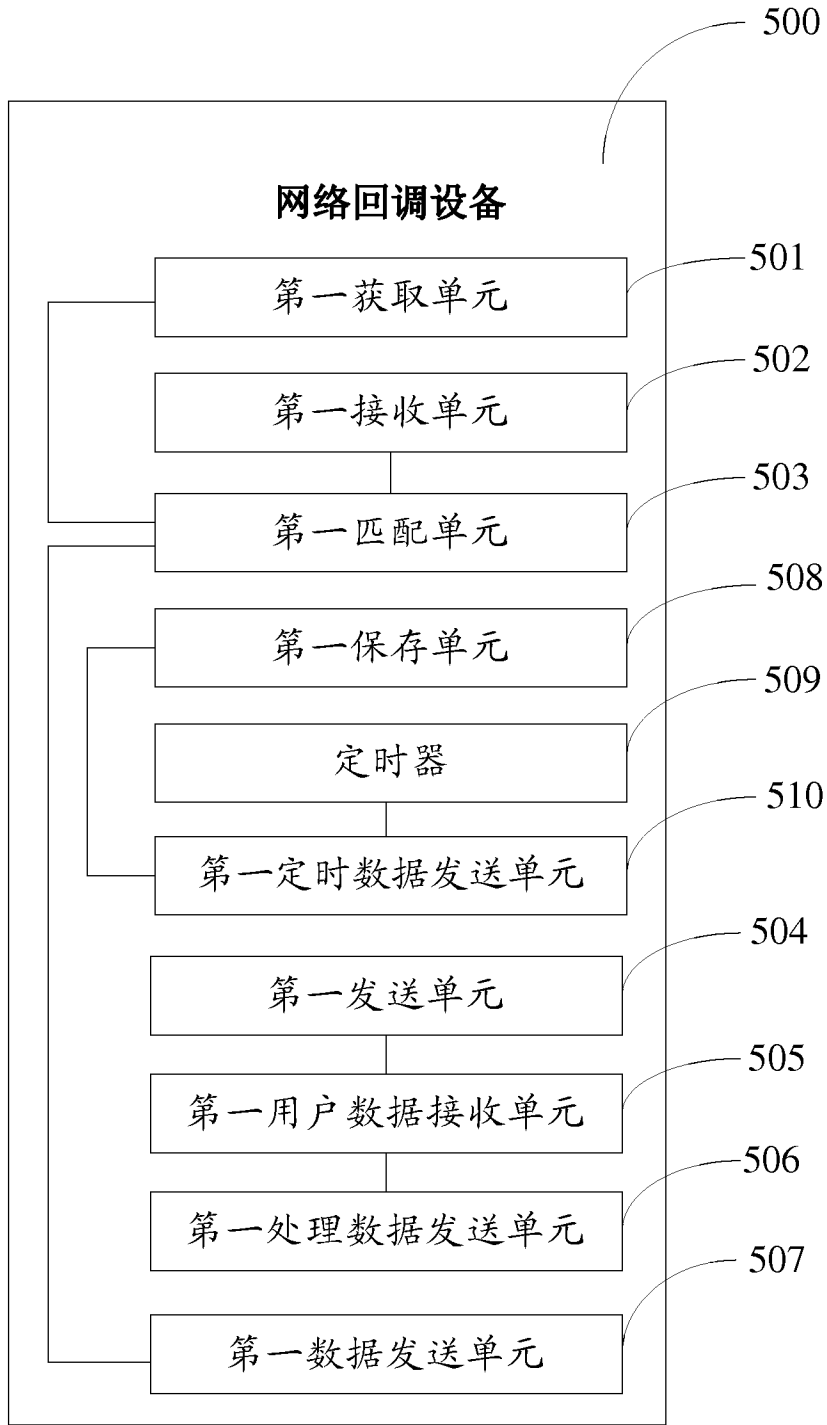 500
网络回调设备
501
第一获取单元
502
第一接收单元
503
第一匹配单元
508
第一保存单元
509
定时器
510
第一定时数据发送单元
504
第一发送单元
505
第一用户数据接收单元
506
第一处理数据发送单元
507
第一数据发送单元